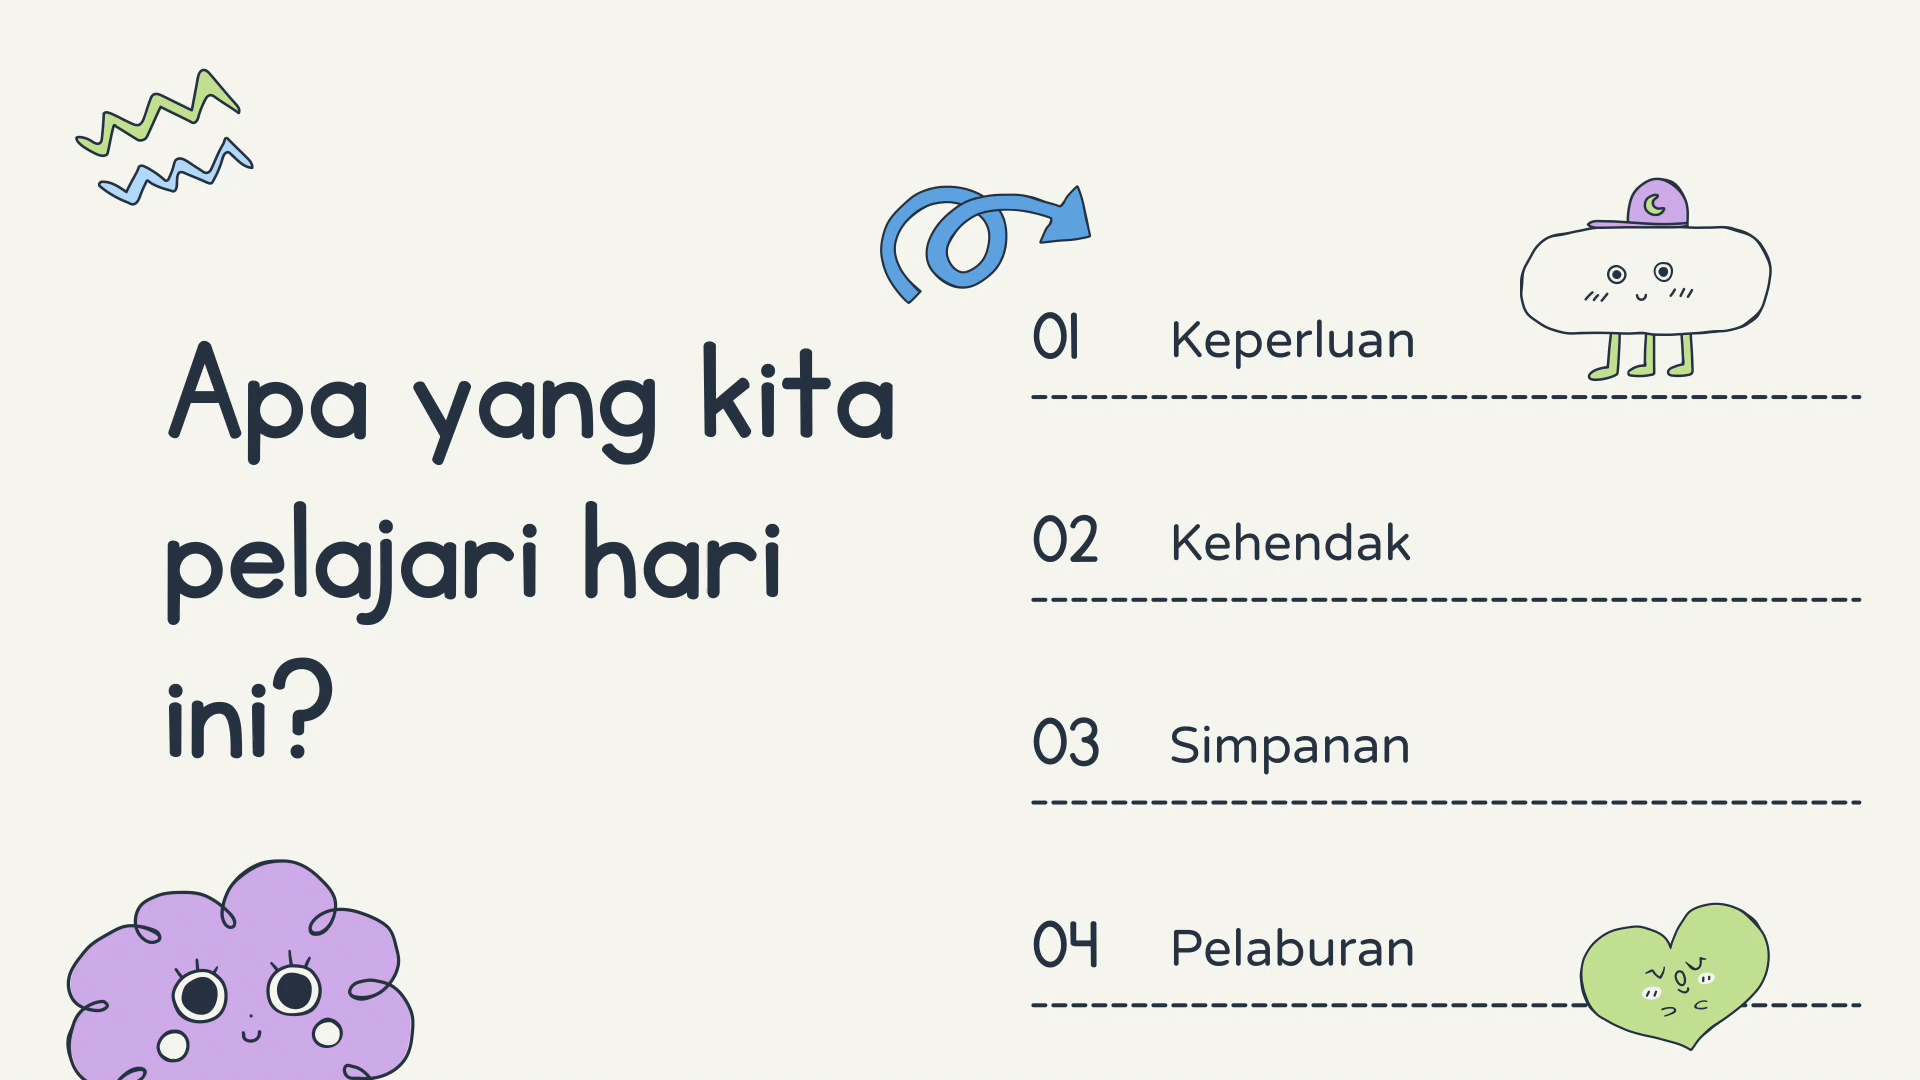 Apa yang kita
pelajari hari
ini?
01 Keperluan
02 Kehendak
03 Simpanan
04 Pelaburan